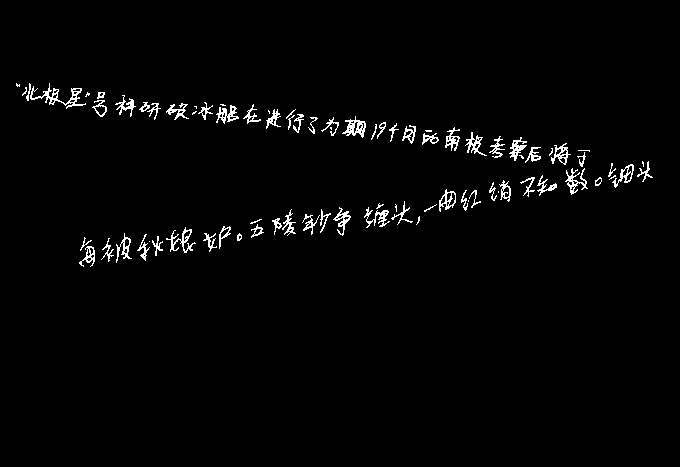 "北极星"号科研破冰船在进行了为期19个月的南极考察后将于
每被秋娘妒。五陵年少争缠头,一曲红绡不知数。钿头